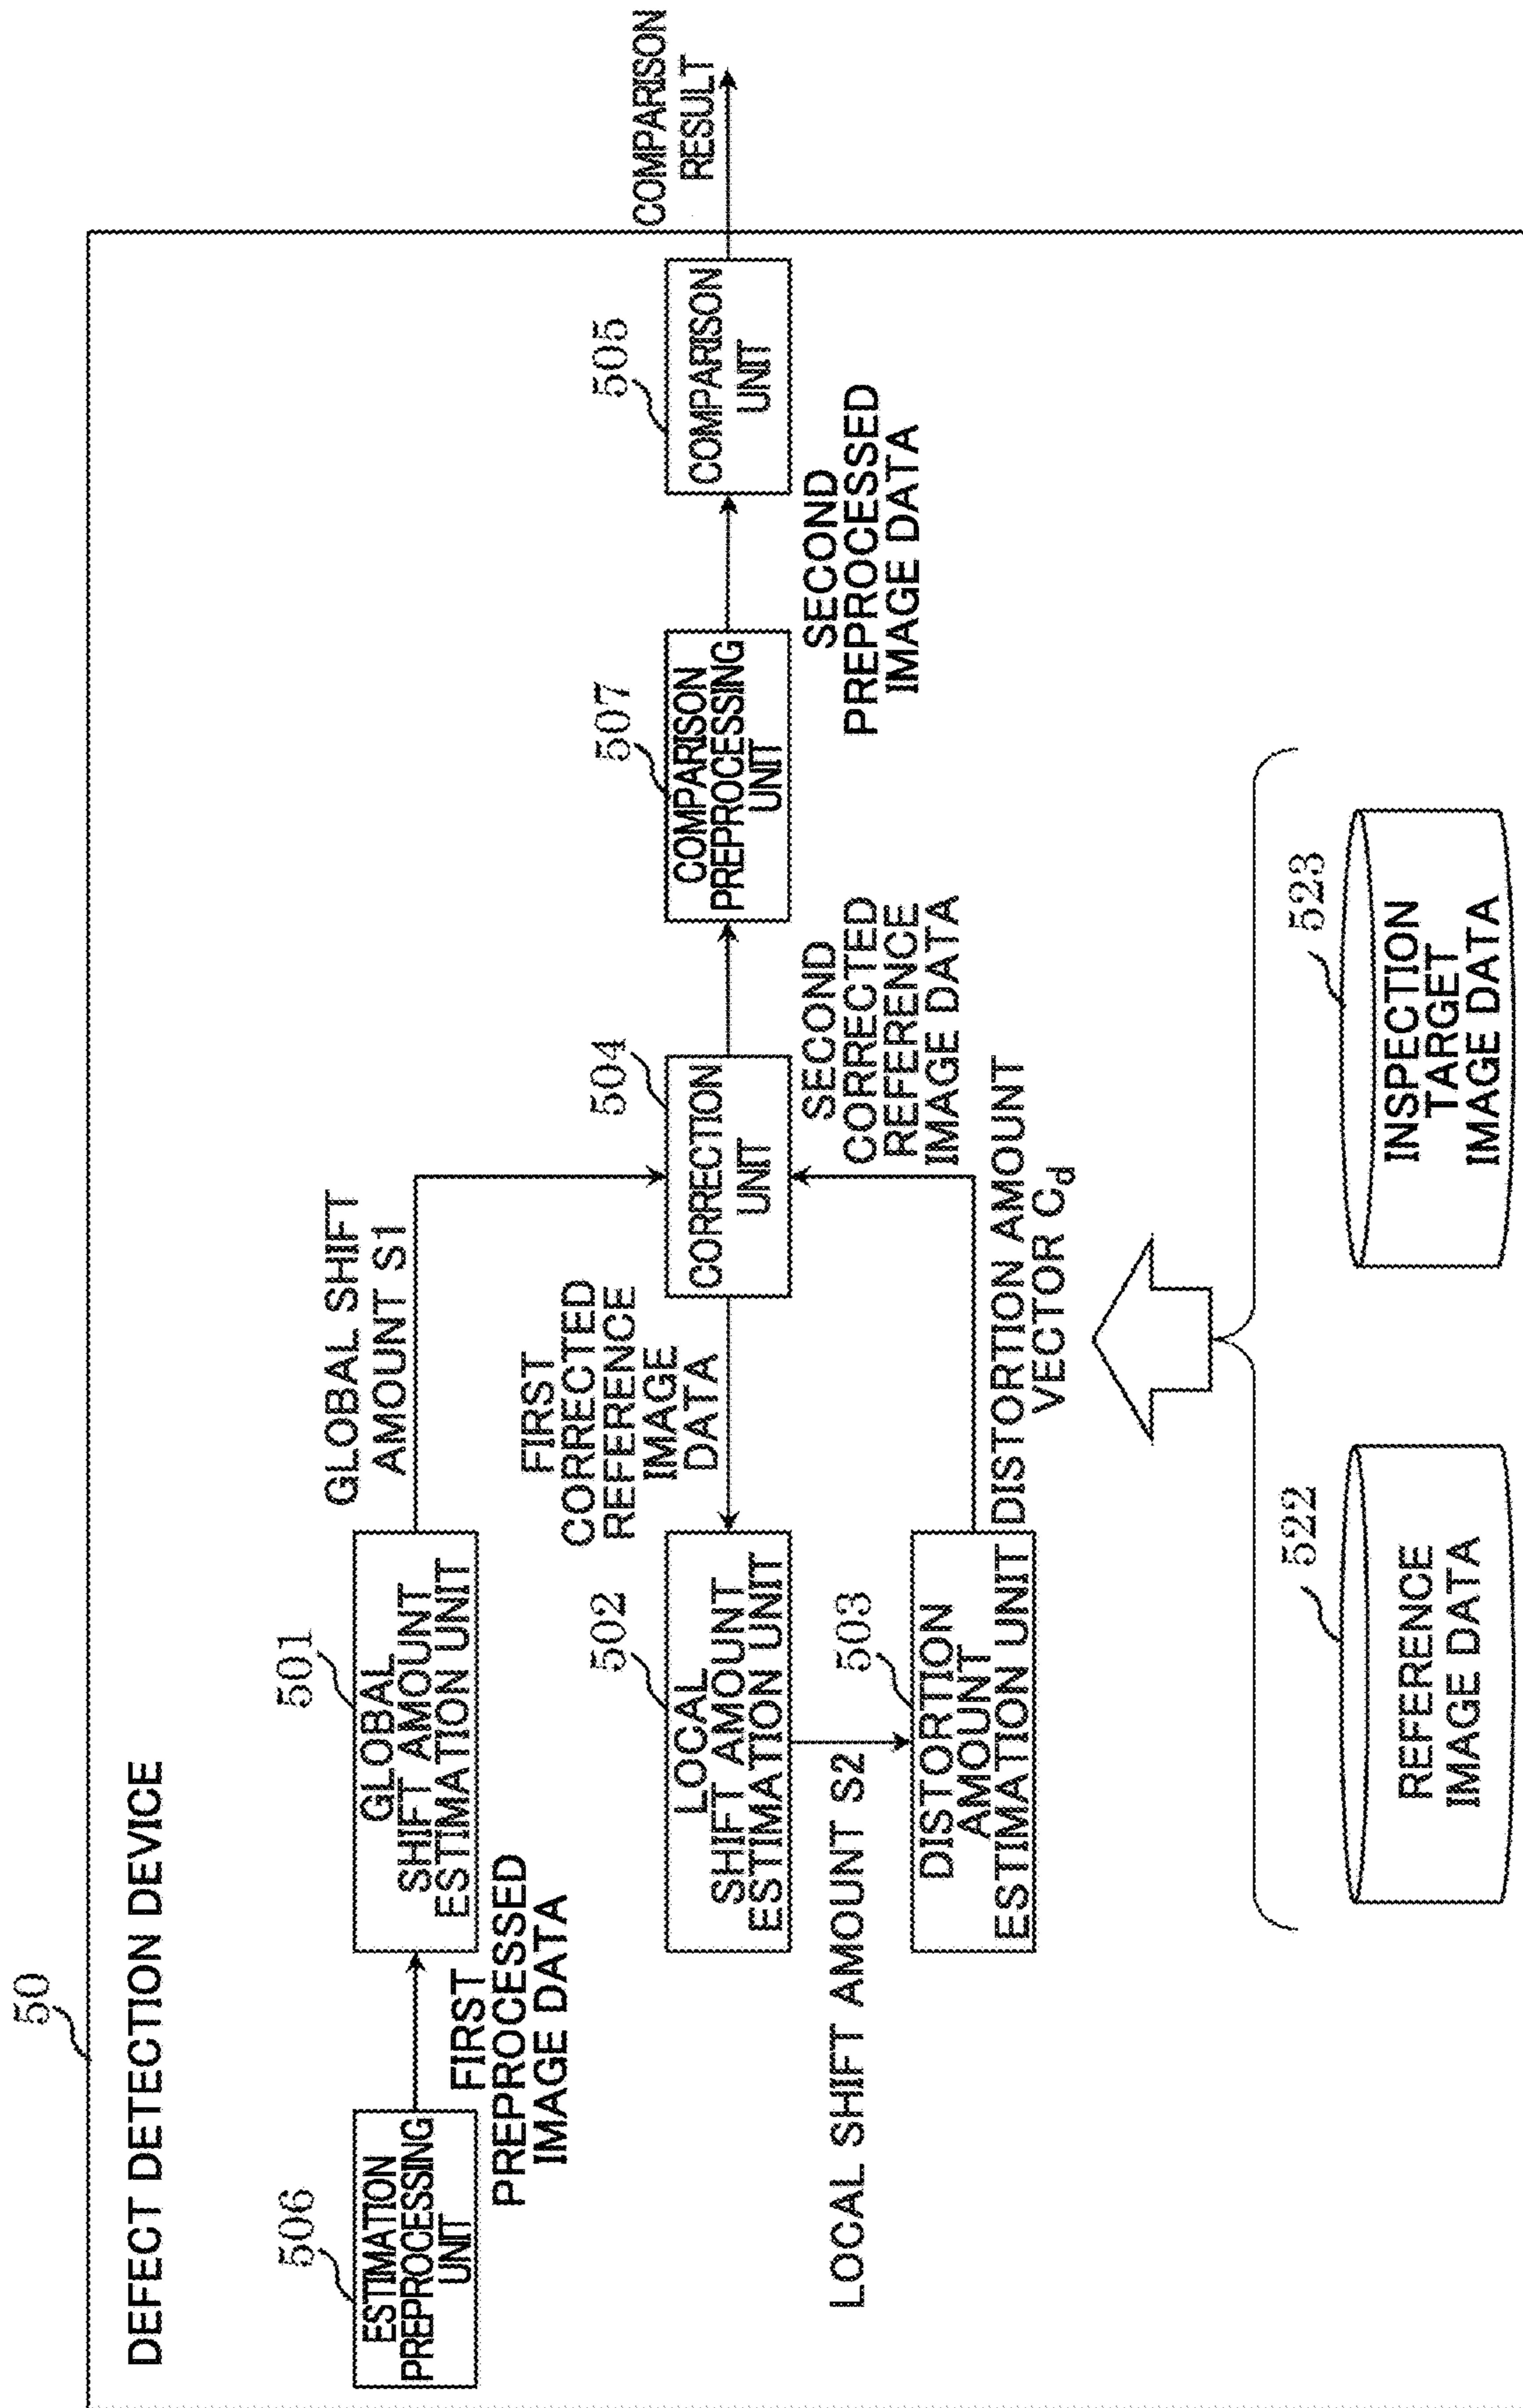 50
DEFECT DETECTION DEVICE
506
ESTIMATION
PREPROCESSING
UNIT
FIRST
PREPROCESSED
IMAGE DATA
501
GLOBAL
SHIFT AMOUNT
ESTIMATION UNIT
GLOBAL SHIFT
AMOUNT S1
502
LOCAL
SHIFT AMOUNT
ESTIMATION UNIT
FIRST
CORRECTED
REFERENCE
IMAGE
DATA
LOCAL SHIFT AMOUNT S2
503
DISTORTION
AMOUNT
ESTIMATION UNIT
DISTORTION AMOUNT
VECTOR Cd
504
CORRECTION
UNIT
SECOND
CORRECTED
REFERENCE
IMAGE DATA
507
COMPARISON
PREPROCESSING
UNIT
SECOND
PREPROCESSED
IMAGE DATA
505
COMPARISON
UNIT
COMPARISON
RESULT
522
REFERENCE
IMAGE DATA
523
INSPECTION
TARGET
IMAGE DATA